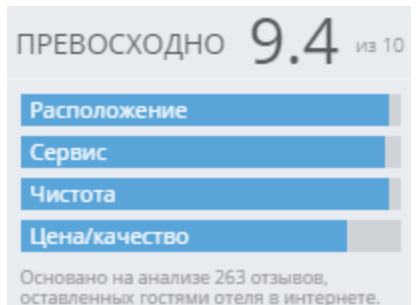 ПРЕВОСХОДНО 9.4 из 10
Расположение
Сервис
Чистота
Цена/качество
Основано на анализе 263 отзывов,
оставленных гостями отеля в интернете.